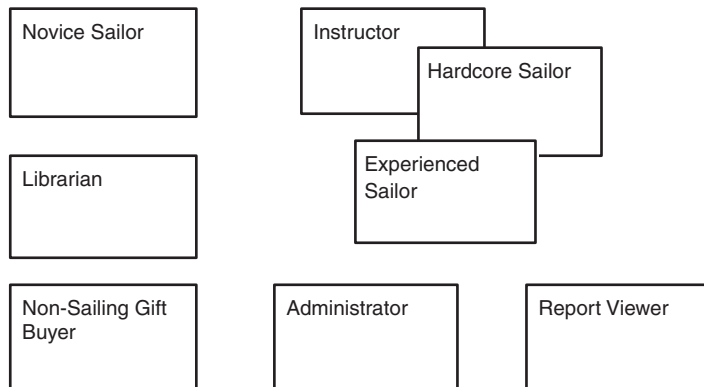 Novice Sailor
Instructor
Hardcore Sailor
Experienced
Sailor
Librarian
Non-Sailing Gift
Buyer
Administrator
Report Viewer